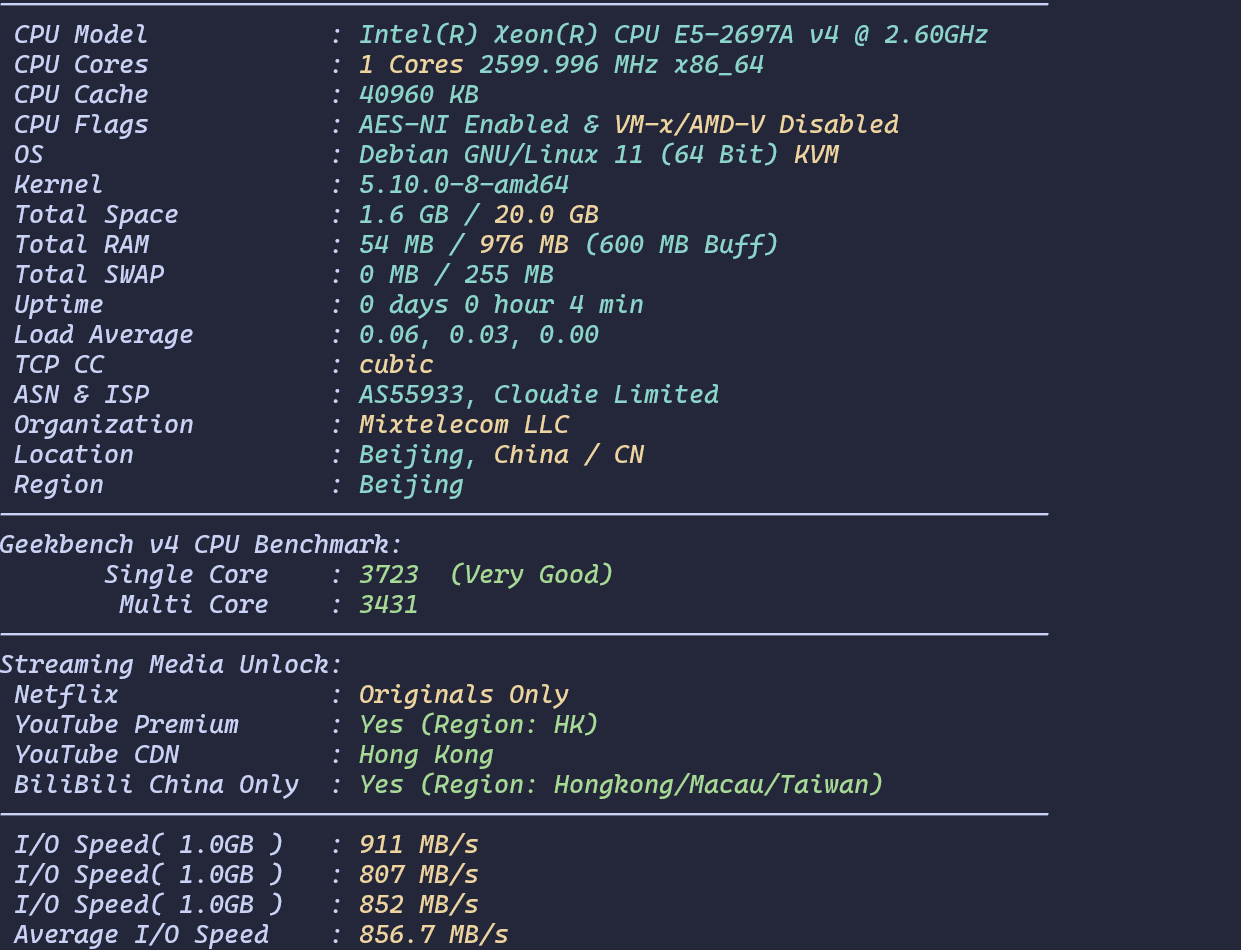 CPU Model : Intel(R) Xeon(R) CPU E5-2697A v4 @ 2.60GHz
CPU Cores : 1 Cores 2599.996 MHz x86_64
CPU Cache : 40960 KB
CPU Flags : AES-NI Enabled & VM-x/AMD-V Disabled
OS : Debian GNU/Linux 11 (64 Bit) KVM
Kernel : 5.10.0-8-amd64
Total Space : 1.6 GB / 20.0 GB
Total RAM : 54 MB / 976 MB (600 MB Buff)
Total SWAP : 0 MB / 255 MB
Uptime : 0 days 0 hour 4 min
Load Average : 0.06, 0.03, 0.00
TCP CC : cubic
ASN & ISP : AS55933, Cloudie Limited
Organization : Mixtelecom LLC
Location : Beijing, China / CN
Region : Beijing
Geekbench v4 CPU Benchmark:
Single Core : 3723 (Very Good)
Multi Core : 3431
Streaming Media Unlock:
Netflix : Originals Only
YouTube Premium : Yes (Region: HK)
YouTube CDN : Hong Kong
BiliBili China Only : Yes (Region: Hongkong/Macau/Taiwan)
I/O Speed( 1.0GB ) : 911 MB/s
I/O Speed( 1.0GB ) : 807 MB/s
I/O Speed( 1.0GB ) : 852 MB/s
Average I/O Speed : 856.7 MB/s